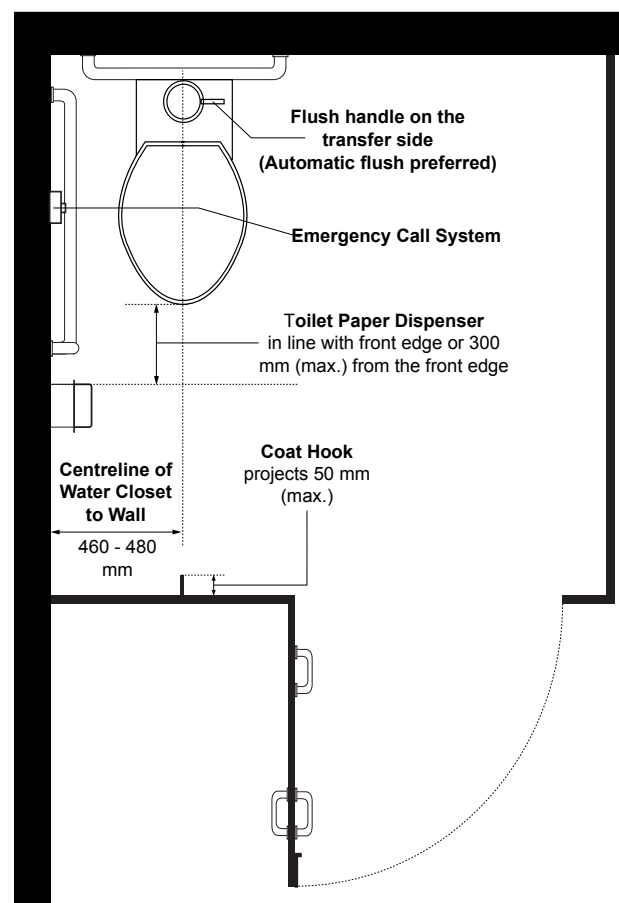 Flush handle on the
transfer side
(Automatic flush preferred)
Emergency Call System
Toilet Paper Dispenser
in line with front edge or 300
mm (max.) from the front edge
Coat Hook
projects 50 mm
(max.)
Centreline of
Water Closet
to Wall
460 - 480
mm